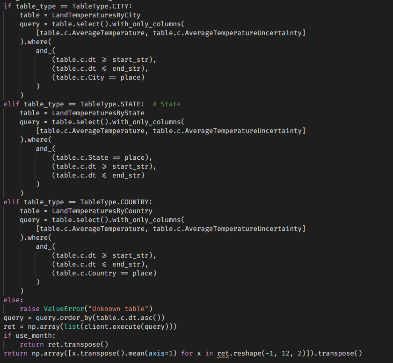 if table_type == TableType.CITY:
table = LandTemperaturesByCity
query = table.select().with_only_columns(
[table.c.AverageTemperature, table.c.AverageTemperatureUncertainty]
).where(
and_(
(table.c.dt ≥ start_str),
(table.c.dt ≤ end_str),
(table.c.City == place)
)
)
elif table_type == TableType.STATE: # State
table = LandTemperaturesByState
query = table.select().with_only_columns(
[table.c.AverageTemperature, table.c.AverageTemperatureUncertainty]
).where(
and_(
(table.c.State == place),
(table.c.dt ≥ start_str),
(table.c.dt ≤ end_str)
)
)
elif table_type == TableType.COUNTRY:
table = LandTemperaturesByCountry
query = table.select().with_only_columns(
[table.c.AverageTemperature, table.c.AverageTemperatureUncertainty]
).where(
and_(
(table.c.dt ≥ start_str),
(table.c.dt ≤ end_str),
(table.c.Country == place)
)
)
else:
raise ValueError("Unknown table")
query = query.order_by(table.c.dt.asc())
ret = np.array(list(client.execute(query)))
if use_month:
return ret.transpose()
return np.array([x.transpose().mean(axis=1) for x in ret.reshape(-1, 12, 2)]).transpose()